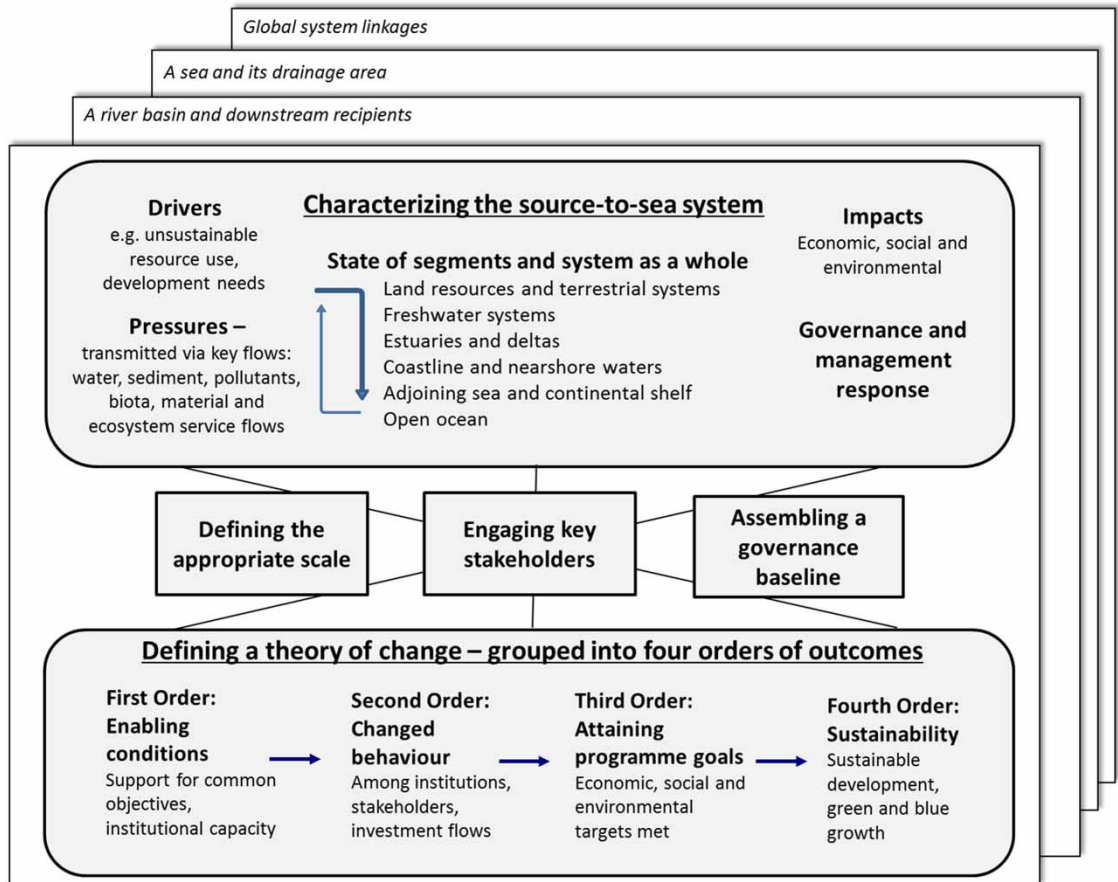 Global system linkages
A sea and its drainage area
A river basin and downstream recipients
Characterizing the source-to-sea system
Drivers
e.g. unsustainable
resource use,
development needs
Pressures –
transmitted via key flows:
water, sediment, pollutants,
biota, material and
ecosystem service flows
State of segments and system as a whole
Land resources and terrestrial systems
Freshwater systems
Estuaries and deltas
Coastline and nearshore waters
Adjoining sea and continental shelf
Open ocean
Impacts
Economic, social and
environmental
Governance and
management
response
Defining the
appropriate scale
Engaging key
stakeholders
Assembling a
governance
baseline
Defining a theory of change – grouped into four orders of outcomes
First Order:
Enabling
conditions
Support for common
objectives,
institutional capacity
Second Order:
Changed
behaviour
Among institutions,
stakeholders,
investment flows
Third Order:
Attaining
programme goals
Economic, social and
environmental
targets met
Fourth Order:
Sustainability
Sustainable
development,
green and blue
growth